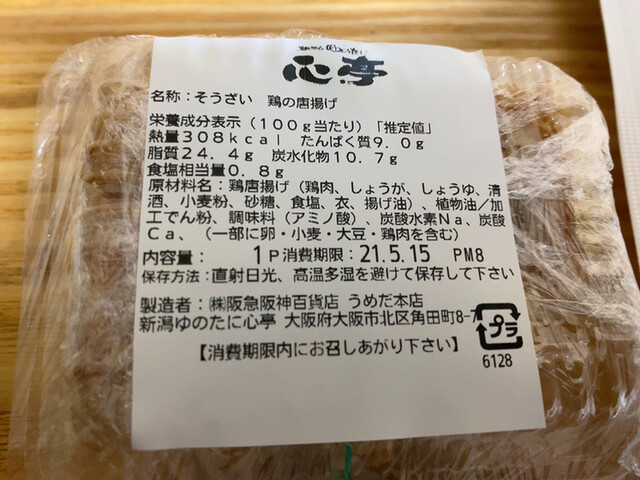 心亭
名称：そうざい　鶏の唐揚げ
栄養成分表示（100g当たり）「推定値」
熱量308kcal　たんぱく質9.0g
脂質24.4g　炭水化物10.7g
食塩相当量0.8g
原材料名：鶏唐揚げ（鶏肉、しょうが、しょうゆ、清
酒、小麦粉、砂糖、食塩、衣、揚げ油）、植物油/加
工でん粉、調味料（アミノ酸）、炭酸水素Na、炭酸
Ca、（一部に卵・小麦・大豆・鶏肉を含む）
内容量：　1P消費期限：21.5.15　PM8
保存方法：直射日光、高温多湿を避けて保存して下さい
製造者：㈱阪急阪神百貨店　うめだ本店
新潟ゆのたに心亭　大阪府大阪市北区角田町8-7
プラ
【消費期限内にお召しあがり下さい】
6128